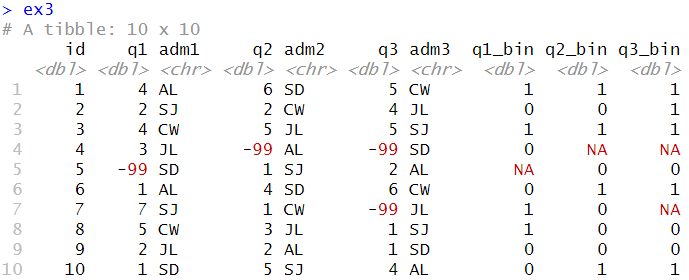 > ex3
# A tibble: 10 x 10
id q1 adm1 q2 adm2 q3 adm3 q1_bin q2_bin q3_bin
<dbl> <dbl> <chr> <dbl> <chr> <dbl> <chr> <dbl> <dbl> <dbl>
1 1 4 AL 6 SD 5 CW 1 1 1
2 2 2 SJ 2 CW 4 JL 0 0 1
3 3 4 CW 5 JL 5 SJ 1 1 1
4 4 3 JL -99 AL -99 SD 0 NA NA
5 5 -99 SD 1 SJ 2 AL NA 0 0
6 6 1 AL 4 SD 6 CW 0 1 1
7 7 7 SJ 1 CW -99 JL 1 0 NA
8 8 5 CW 3 JL 1 SJ 1 0 0
9 9 2 JL 2 AL 1 SD 0 0 0
10 10 1 SD 5 SJ 4 AL 0 1 1